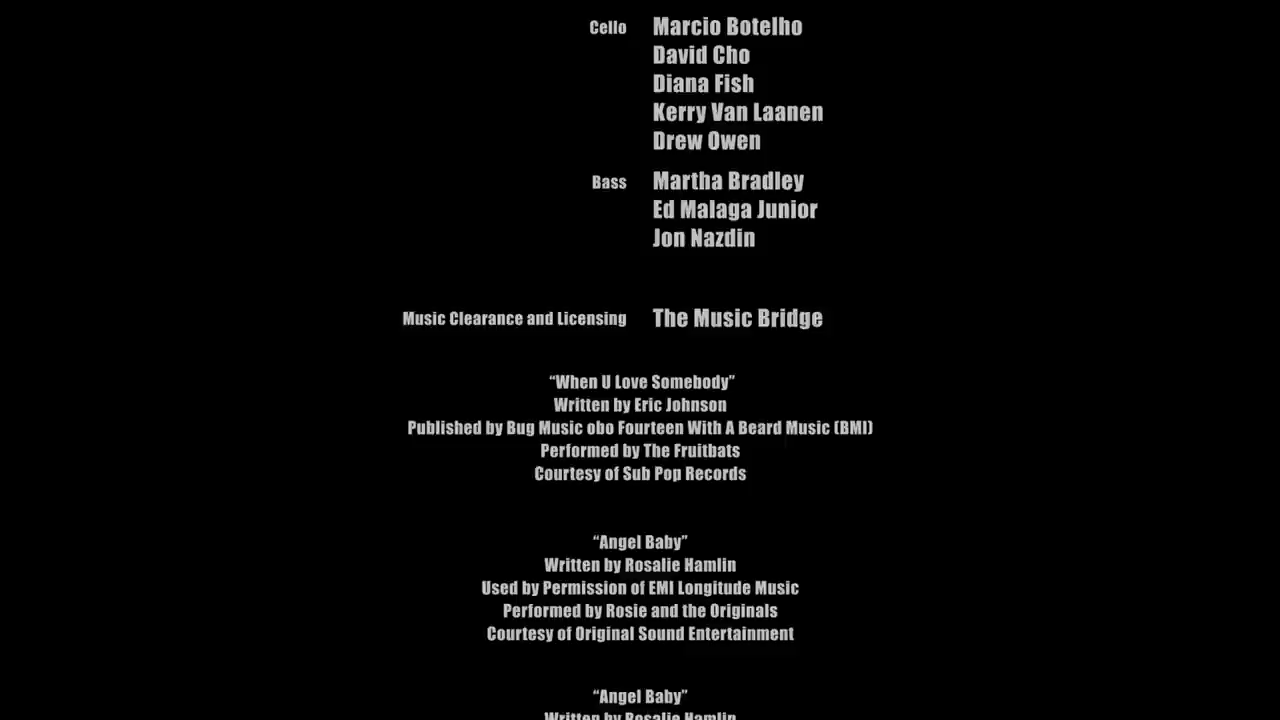 Cello Marcio Botelho
David Cho
Diana Fish
Kerry Van Laanen
Drew Owen
Bass Martha Bradley
Ed Malaga Junior
Jon Nazdin
Music Clearance and Licensing The Music Bridge
“When U Love Somebody”
Written by Eric Johnson
Published by Bug Music obo Fourteen With A Beard Music (BMI)
Performed by The Fruitbats
Courtesy of Sub Pop Records
“Angel Baby”
Written by Rosalie Hamlin
Used by Permission of EMI Longitude Music
Performed by Rosie and the Originals
Courtesy of Original Sound Entertainment
“Angel Baby”
Written by Rosalie Hamlin